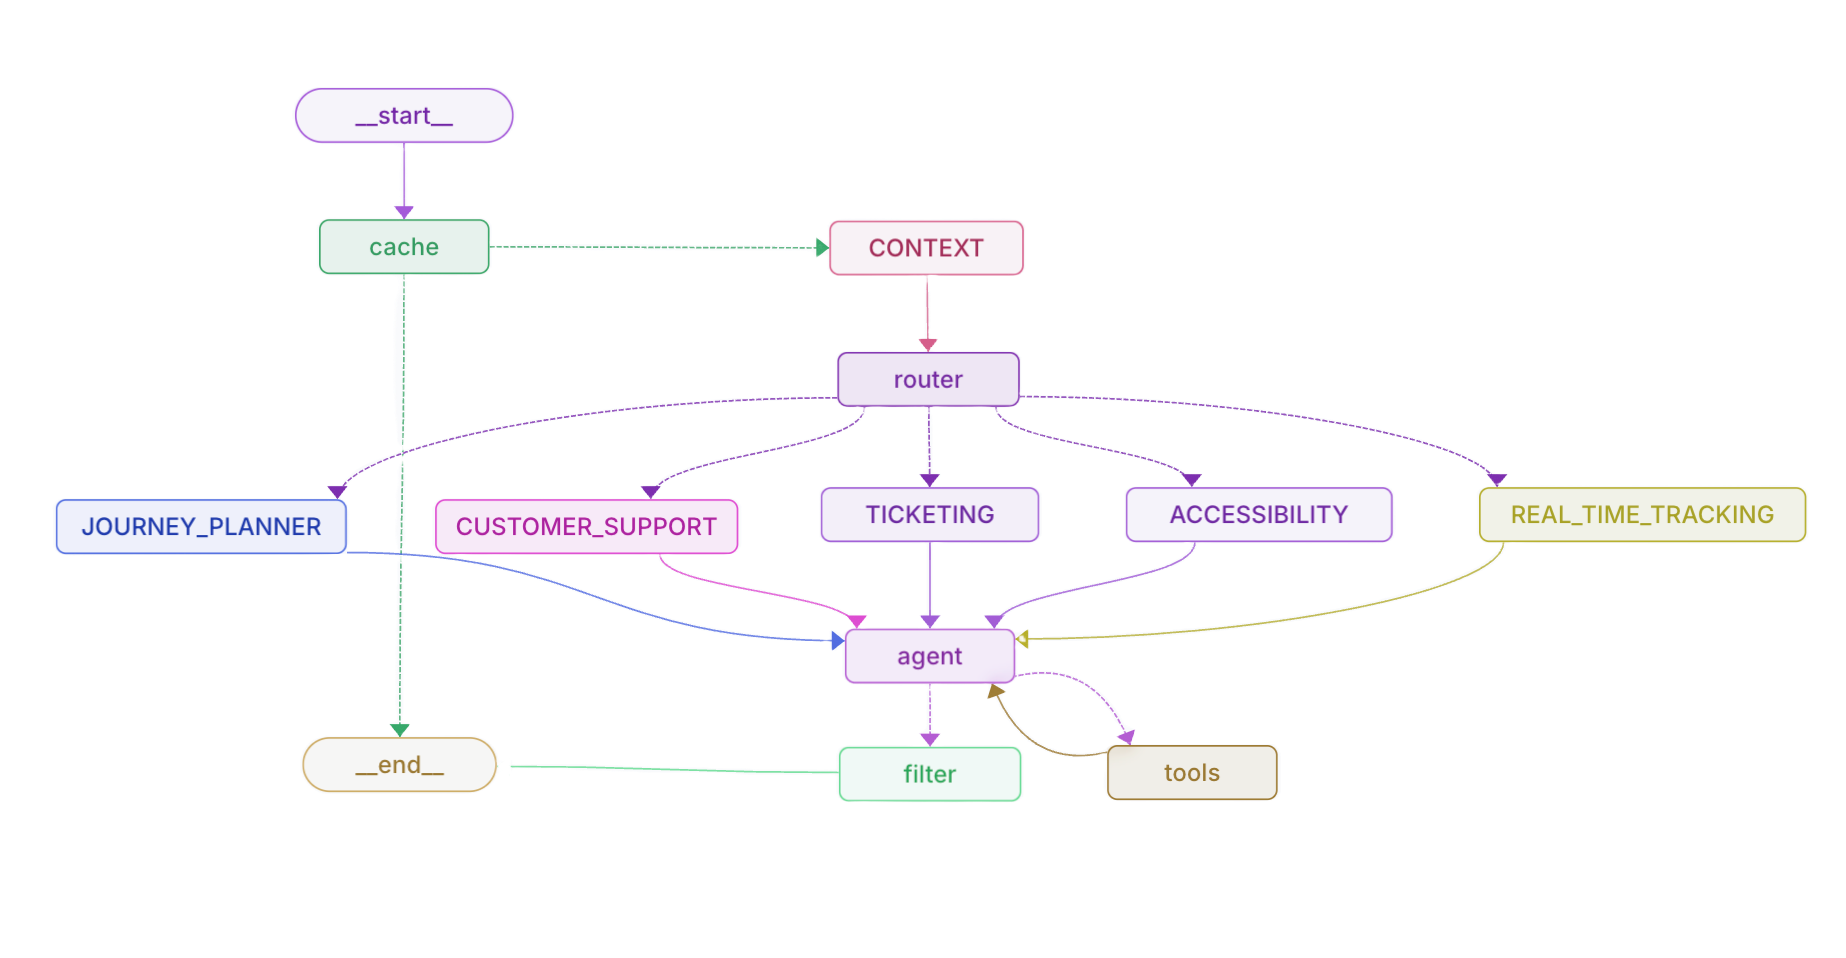 __start__
cache
CONTEXT
router
JOURNEY_PLANNER
CUSTOMER_SUPPORT
TICKETING
ACCESSIBILITY
REAL_TIME_TRACKING
agent
__end__
filter
tools